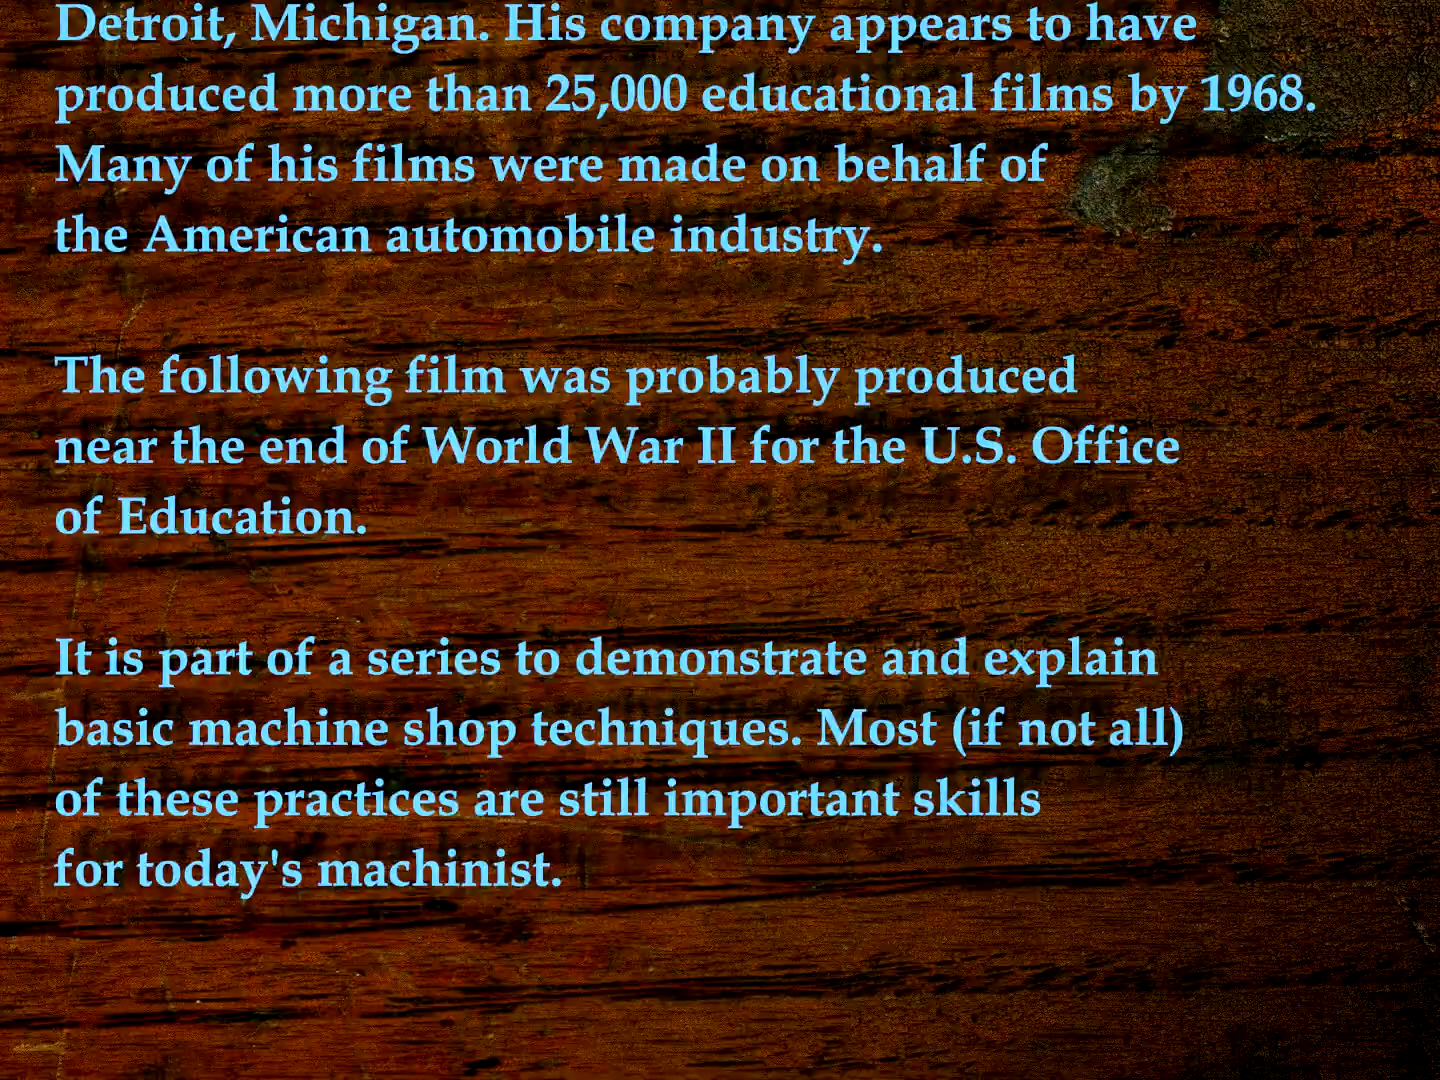 Detroit, Michigan. His company appears to have
produced more than 25,000 educational films by 1968.
Many of his films were made on behalf of
the American automobile industry.
The following film was probably produced
near the end of World War II for the U.S. Office
of Education.
It is part of a series to demonstrate and explain
basic machine shop techniques. Most (if not all)
of these practices are still important skills
for today's machinist.